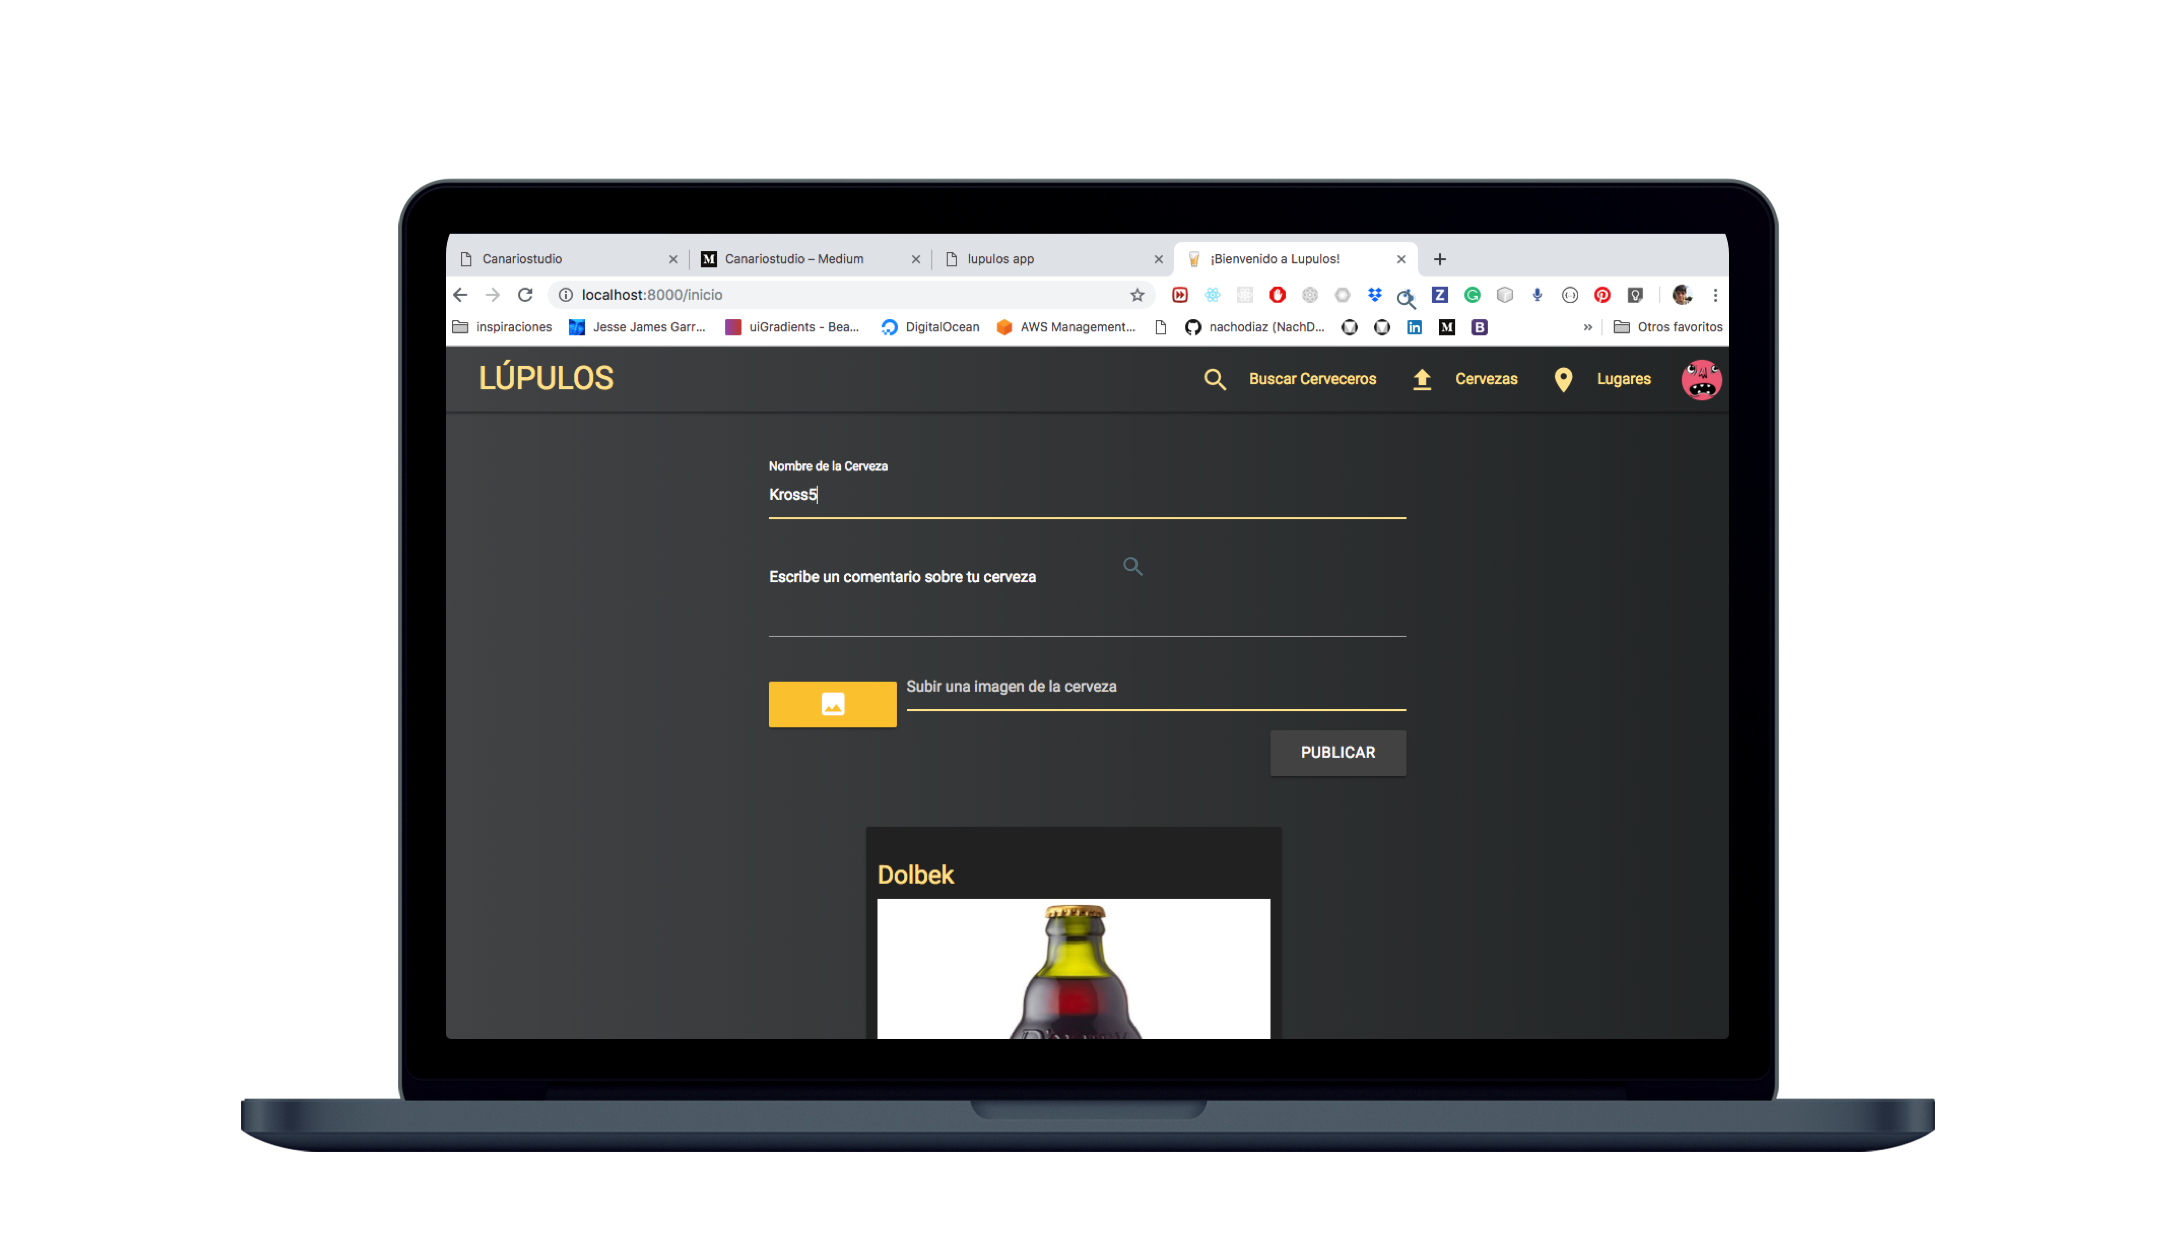 Canariostudio
M Canariostudio – Medium
lupulos app
¡Bienvenido a Lupulos!
localhost:8000/inicio
Z
G
inspiraciones
Jesse James Garr...
uiGradients - Bea...
DigitalOcean
AWS Management...
nachodiaz (NachD...
in
M
B
»
Otros favoritos
LÚPULOS
Buscar Cerveceros
Cervezas
Lugares
Nombre de la Cerveza
Kross5
Escribe un comentario sobre tu cerveza
Subir una imagen de la cerveza
PUBLICAR
Dolbek